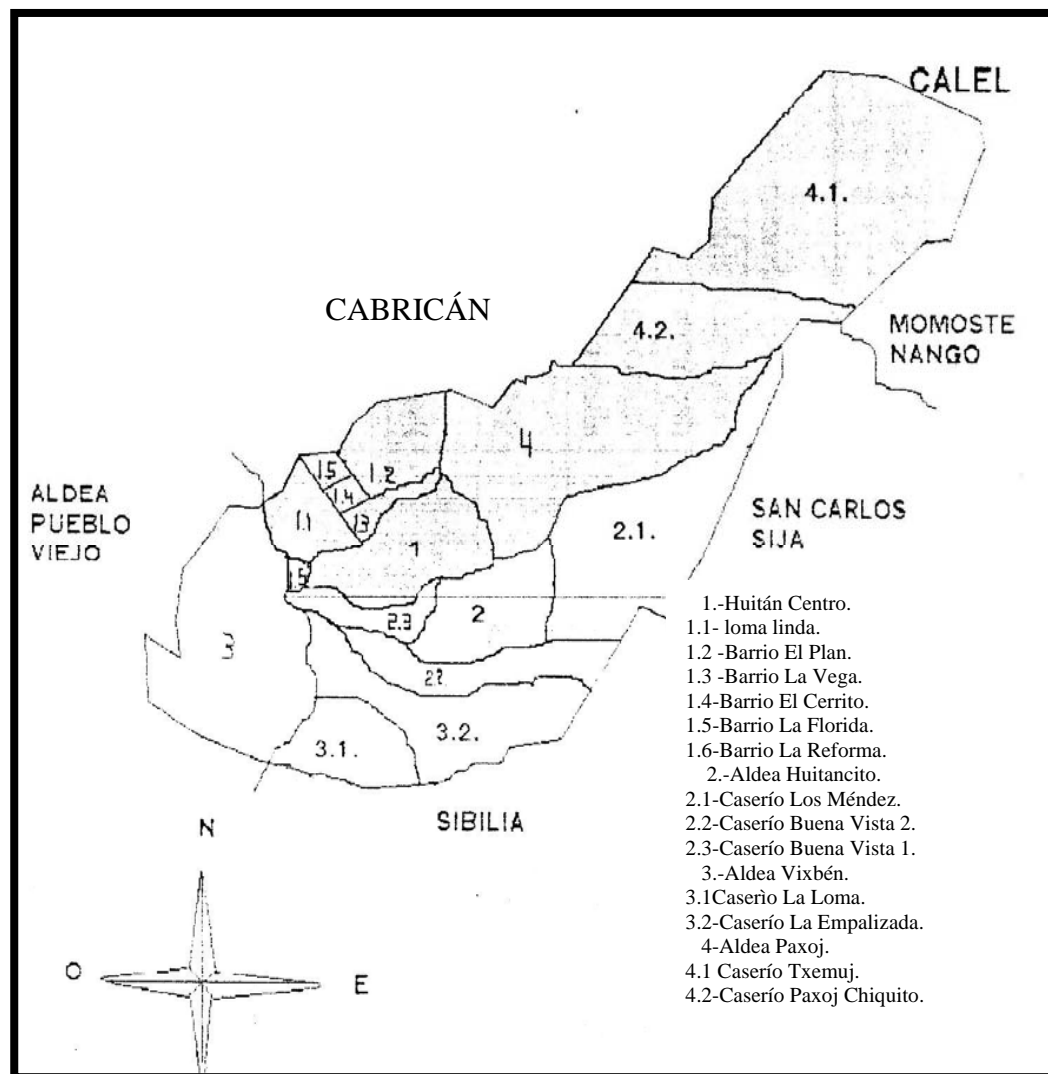 CALEL
4.1.
CABRICÁN
4.2.
MOMOSTE
NANGO
4
1.5
1.2
1.4
1.3
1.1
1
ALDEA
PUEBLO
VIEJO
SAN CARLOS
SIJA
2.1.
1.5
2.3
2
3
2.2
3.1.
3.2.
SIBILIA
1.-Huitán Centro.
1.1- loma linda.
1.2 -Barrio El Plan.
1.3 -Barrio La Vega.
1.4-Barrio El Cerrito.
1.5-Barrio La Florida.
1.6-Barrio La Reforma.
2.-Aldea Huitancito.
2.1-Caserío Los Méndez.
2.2-Caserío Buena Vista 2.
2.3-Caserío Buena Vista 1.
3.-Aldea Vixbén.
3.1Caserìo La Loma.
3.2-Caserío La Empalizada.
4-Aldea Paxoj.
4.1 Caserío Txemuj.
4.2-Caserío Paxoj Chiquito.
N
O
E